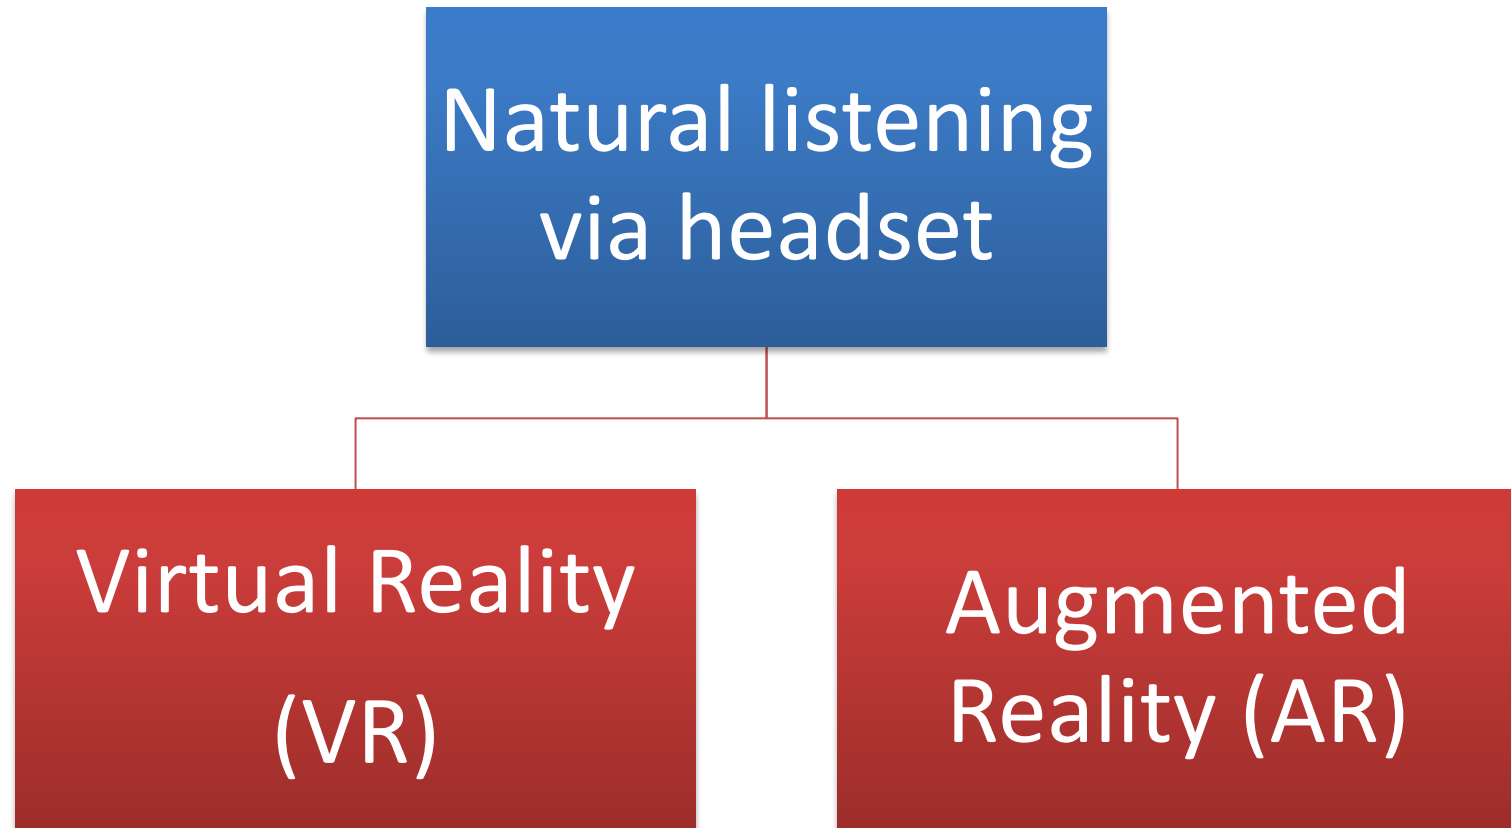 Natural listening
via headset
Virtual Reality
(VR)
Augmented
Reality (AR)